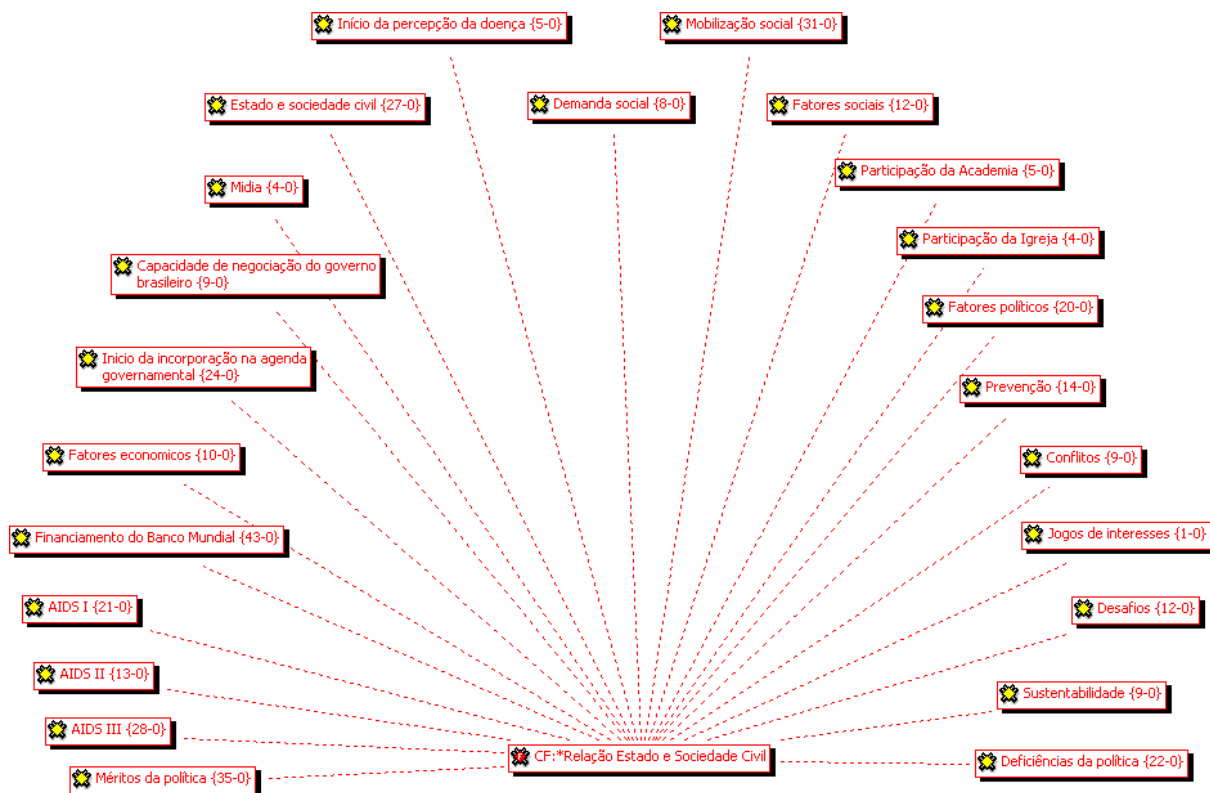 Início da percepção da doença {5-0}
Mobilização social {31-0}
Estado e sociedade civil {27-0}
Demanda social {8-0}
Fatores sociais {12-0}
Participação da Academia {5-0}
Midia {4-0}
Participação da Igreja {4-0}
Capacidade de negociação do governo
brasileiro {9-0}
Fatores políticos {20-0}
Inicio da incorporação na agenda
governamental {24-0}
Prevenção {14-0}
Fatores economicos {10-0}
Conflitos {9-0}
Financiamento do Banco Mundial {43-0}
Jogos de interesses {1-0}
AIDS I {21-0}
Desafios {12-0}
AIDS II {13-0}
Sustentabilidade {9-0}
AIDS III {28-0}
CF:*Relação Estado e Sociedade Civil
Deficiências da política {22-0}
Méritos da política {35-0}